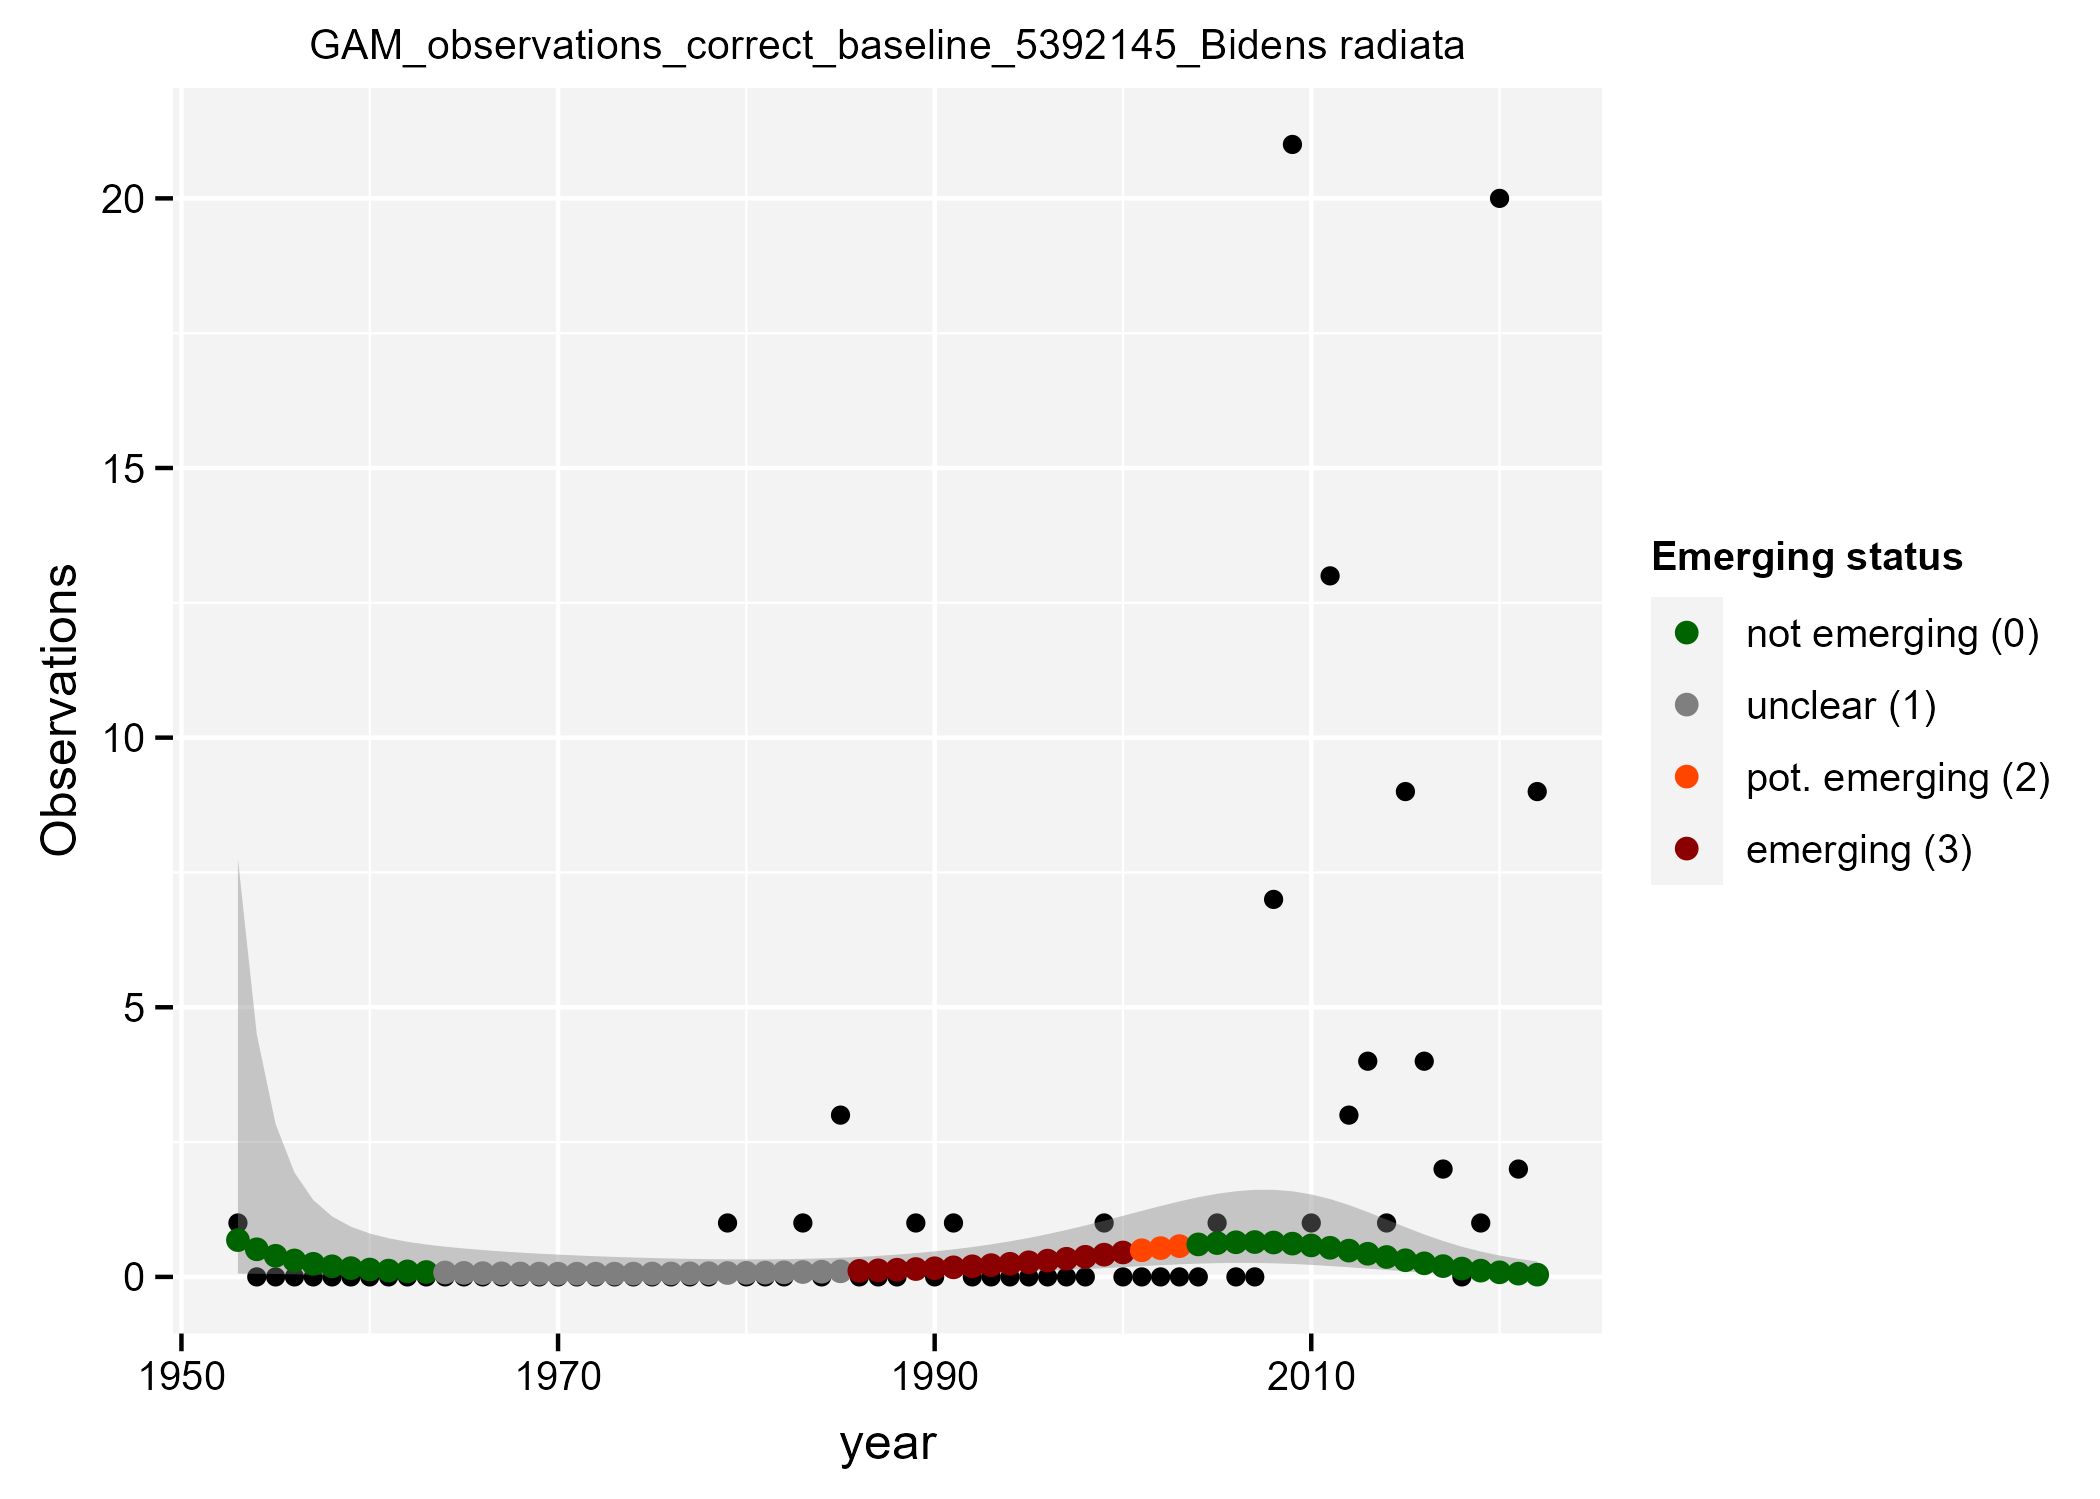 GAM_observations_correct_baseline_5392145_Bidens radiata
Observations
20
15
10
5
0
1950
1970
1990
2010
year
Emerging status
not emerging (0)
unclear (1)
pot. emerging (2)
emerging (3)